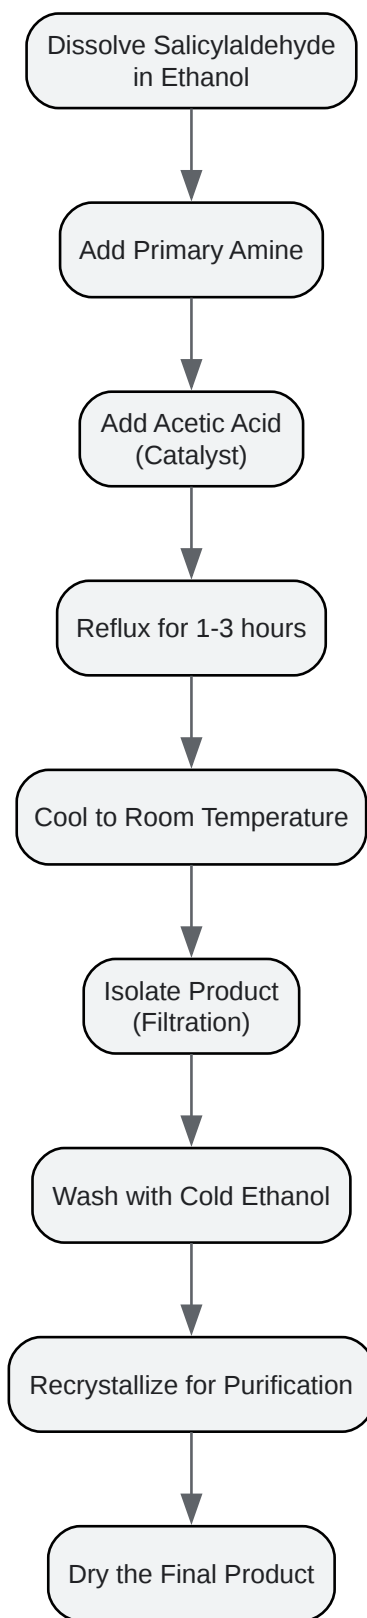 Dissolve Salicylaldehyde
in Ethanol
Add Primary Amine
Add Acetic Acid
(Catalyst)
Reflux for 1-3 hours
Cool to Room Temperature
Isolate Product
(Filtration)
Wash with Cold Ethanol
Recrystallize for Purification
Dry the Final Product